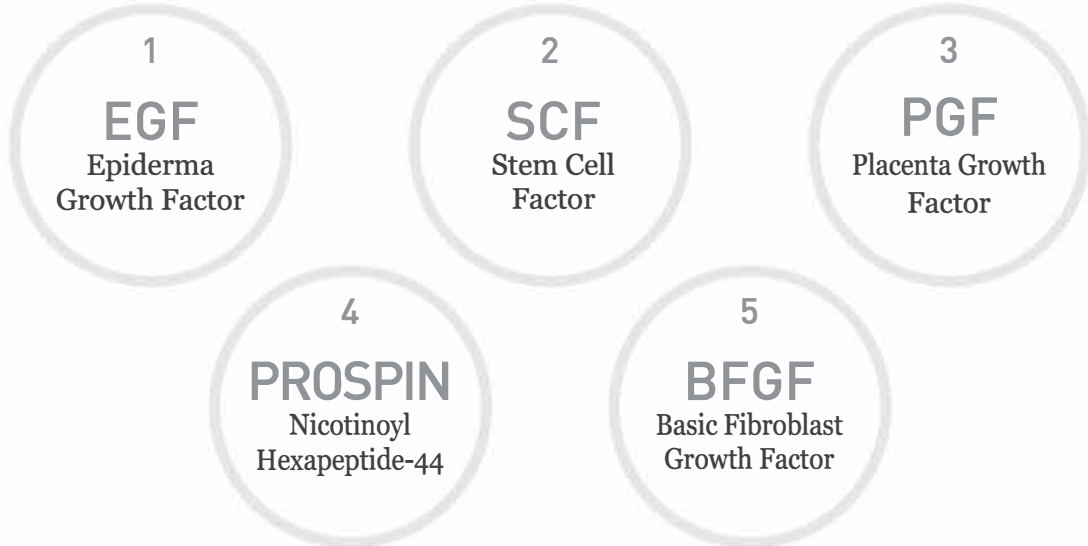 1
EGF
Epiderma
Growth Factor
2
SCF
Stem Cell
Factor
3
PGF
Placenta Growth
Factor
4
PROSPIN
Nicotinoyl
Hexapeptide-44
5
BFGF
Basic Fibroblast
Growth Factor